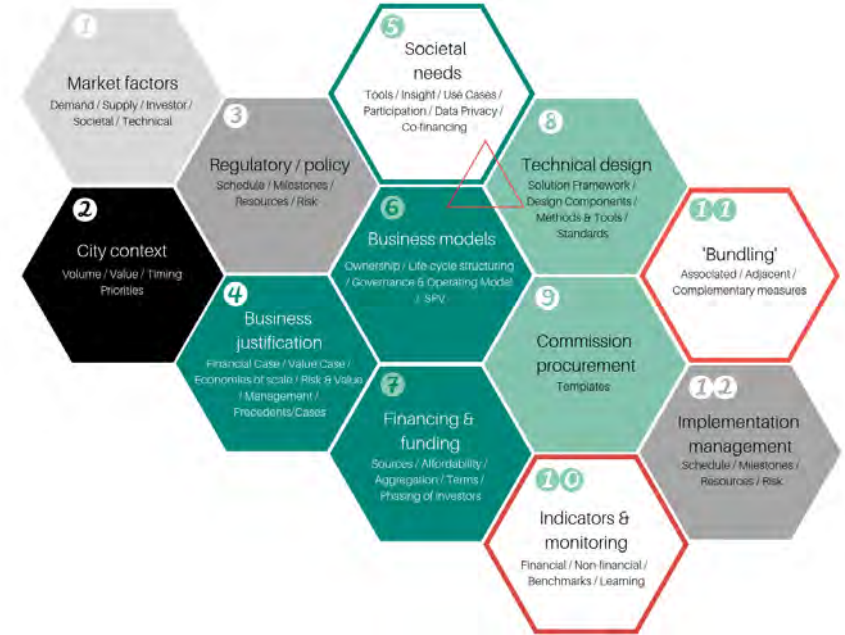 1
Market factors
Demand / Supply / Investor /
Societal / Technical
2
City context
Volume / Value / Timing
Priorities
3
Regulatory / policy
Schedule / Milestones /
Resources / Risk
4
Business
justification
Financial Case / Value Case /
Economies of scale / Risk & Value
/ Management /
Precedents/Cases
5
Societal
needs
Tools / Insight / Use Cases /
Participation / Data Privacy /
Co-financing
6
Business models
Ownership / Life-cycle structuring
/ Governance & Operating Model
/ SPV
7
Financing &
funding
Sources / Affordability /
Aggregation / Terms /
Phasing of investors
8
Technical design
Solution Framework /
Design Components /
Methods & Tools /
Standards
9
Commission
procurement
Templates
10
Indicators &
monitoring
Financial / Non-financial /
Benchmarks / Learning
11
'Bundling'
Associated / Adjacent /
Complementary measures
12
Implementation
management
Schedule / Milestones /
Resources / Risk